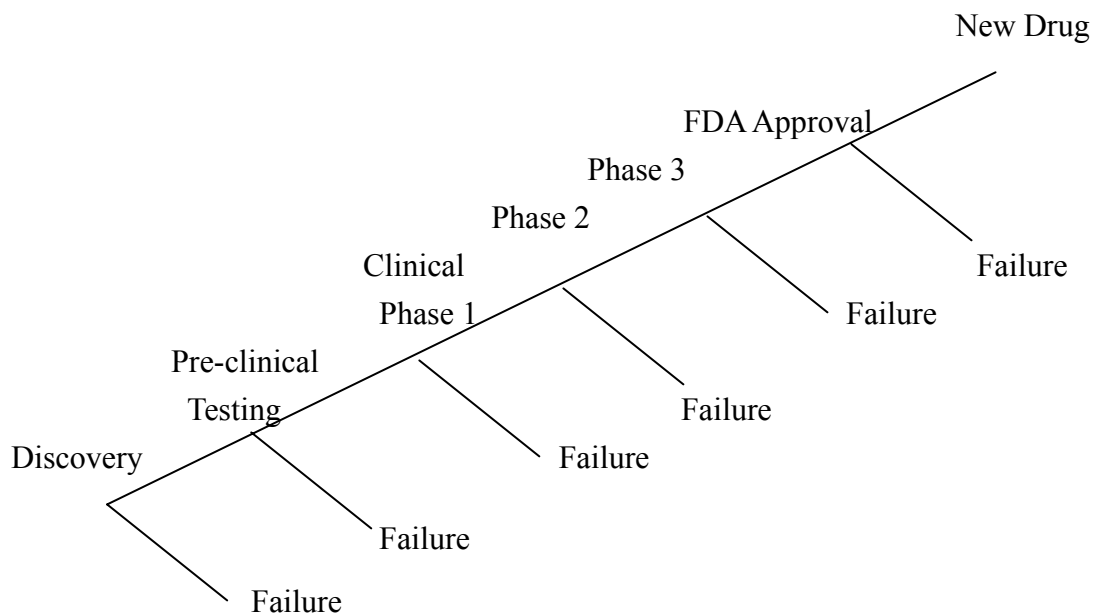 New Drug
FDA Approval
Phase 3
Phase 2
Clinical
Failure
Phase 1
Failure
Pre-clinical
Testing
Failure
Discovery
Failure
Failure
Failure